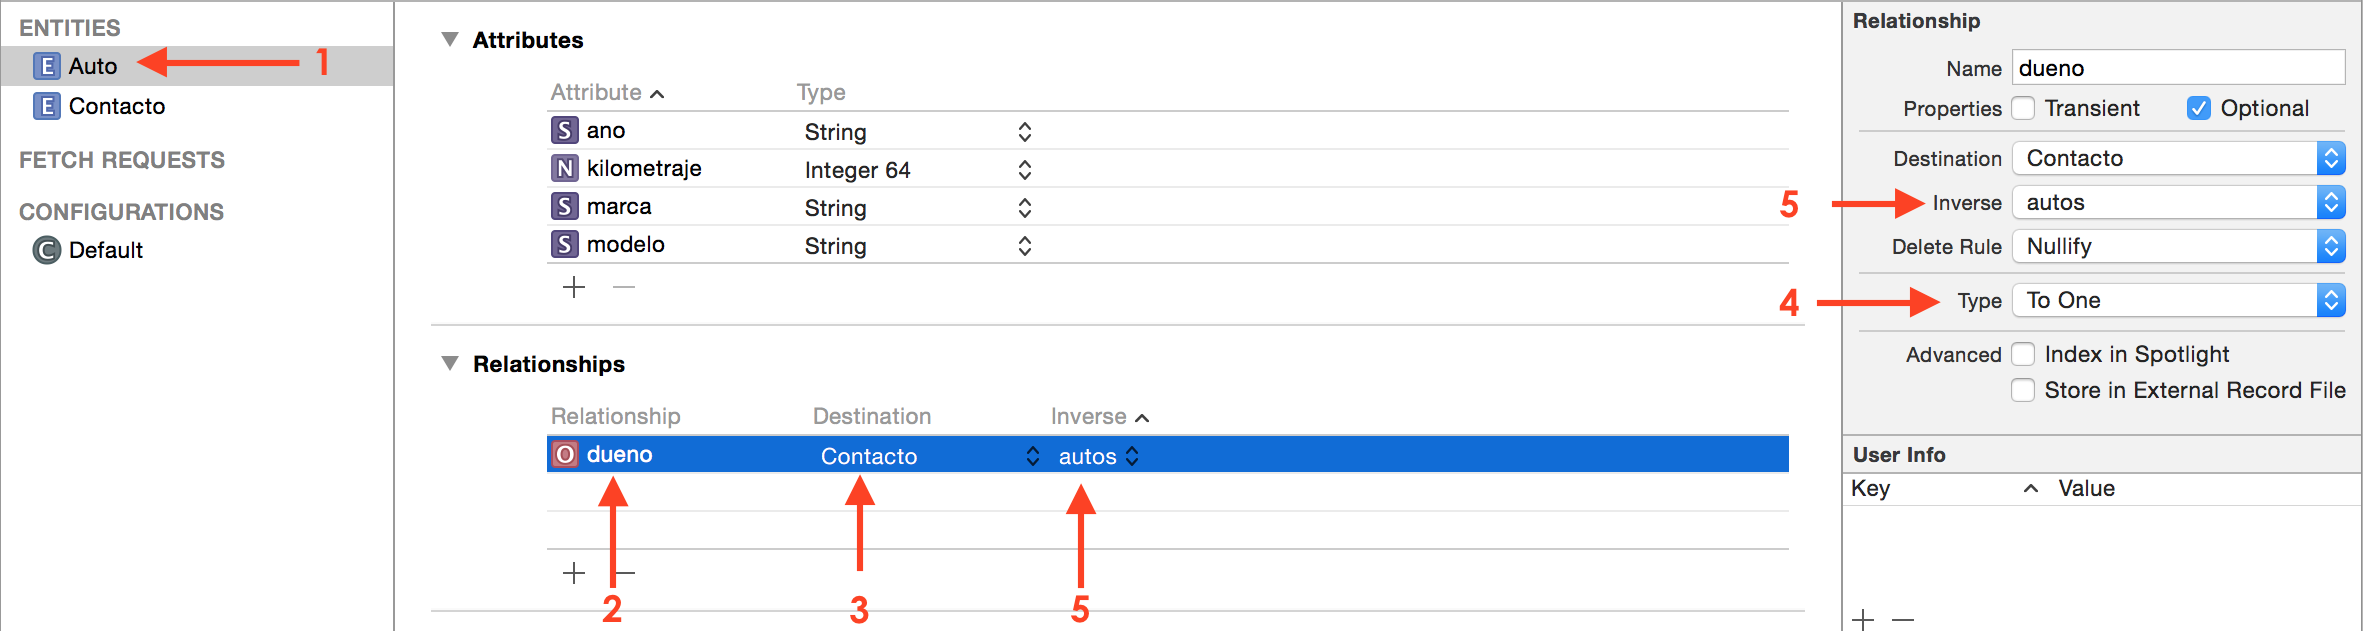 ENTITIES
E Auto
1
E Contacto
FETCH REQUESTS
CONFIGURATIONS
C Default
Attributes
Attribute Type
S ano String
N kilometraje Integer 64
S marca String
S modelo String
+ —
Relationships
Relationship Destination Inverse
O dueno Contacto autos
+ —
2 3 5
Relationship
Name dueno
Properties Transient Optional
Destination Contacto
5 Inverse autos
Delete Rule Nullify
4 Type To One
Advanced Index in Spotlight
Store in External Record File
User Info
Key Value
+ —